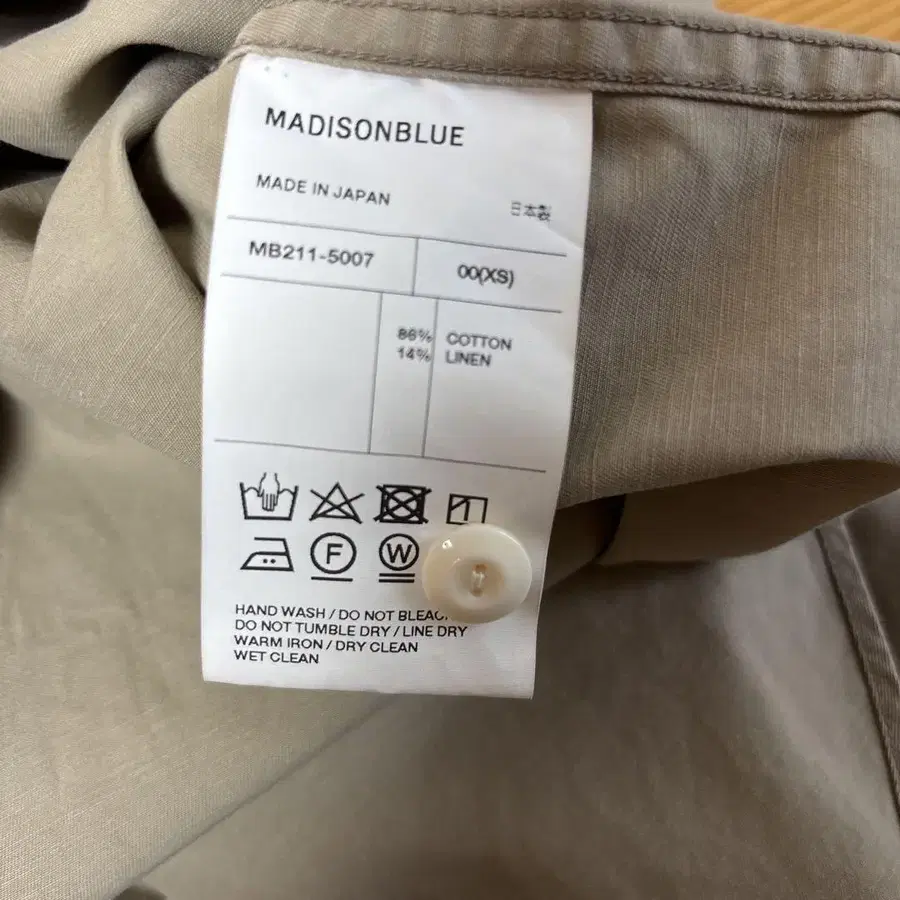 MADISONBLUE
MADE IN JAPAN
日本製
MB211-5007
00(XS)
86% COTTON
14% LINEN
F
W
HAND WASH / DO NOT
DO NOT TUMBLE DRY / LINE DRY
WARM IRON / DRY CLEAN
WET CLEAN